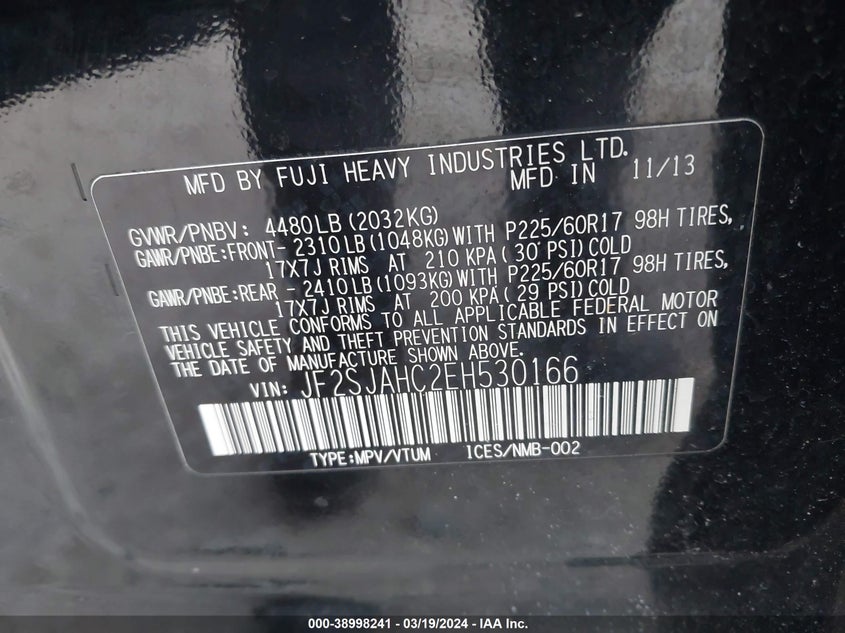 MFD BY FUJI HEAVY INDUSTRIES LTD.
MFD IN 11/13
GVWR/PNBV: 4480LB (2032KG)
GAWR/PNBE:FRONT- 2310LB (1048KG) WITH P225/60R17 98H TIRES,
17X7J RIMS AT 210 KPA ( 30 PSI) COLD
GAWR/PNBE:REAR - 2410LB (1093KG) WITH P225/60R17 98H TIRES,
17X7J RIMS AT 200 KPA ( 29 PSI) COLD
THIS VEHICLE CONFORMS TO ALL APPLICABLE FEDERAL MOTOR
VEHICLE SAFETY AND THEFT PREVENTION STANDARDS IN EFFECT ON
THE DATE OF MANUFACTURE SHOWN ABOVE.
VIN: JF2SJAHC2EH530166
TYPE:MPV/VTUM ICES/NMB-002
000-38998241 - 03/19/2024 - IAA Inc.